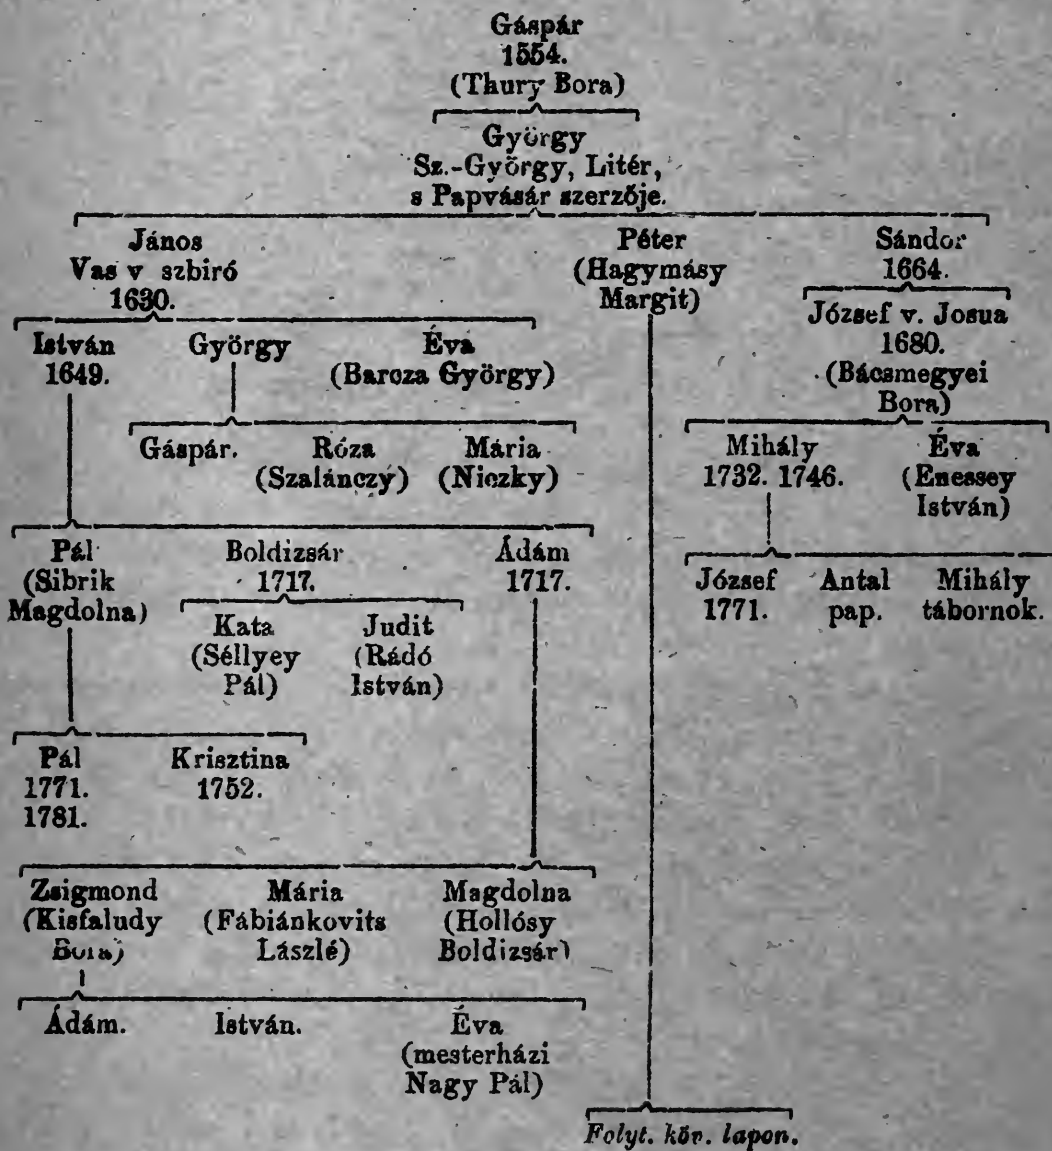 Gáspár
1554.
(Thury Bora)
György
Sz.-György, Litér,
s Papvásár szerzője.
János
Vas v szbiró
1630.
Péter
(Hagymásy
Margit)
Sándor
1664.
József v. Josua
1680.
(Bácsmegyei
Bora)
István
1649.
György
Éva
(Barcza György)
Gáspár.
Róza
(Szalánczy)
Mária
(Niczky)
Mihály
1732. 1746.
Éva
(Enessey
István)
Pál
(Sibrik
Magdolna)
Boldizsár
1717.
Ádám
1717.
József
1771.
Antal
pap.
Mihály
tábornok.
Kata
(Séllyey
Pál)
Judit
(Rádó
István)
Pál
1771.
1781.
Krisztina
1752.
Zsigmond
(Kisfaludy
Bora)
Mária
(Fábiánkovits
Lászlé)
Magdolna
(Hollósy
Boldizsár)
Ádám.
István.
Éva
(mesterházi
Nagy Pál)
Folyt. köv. lapon.